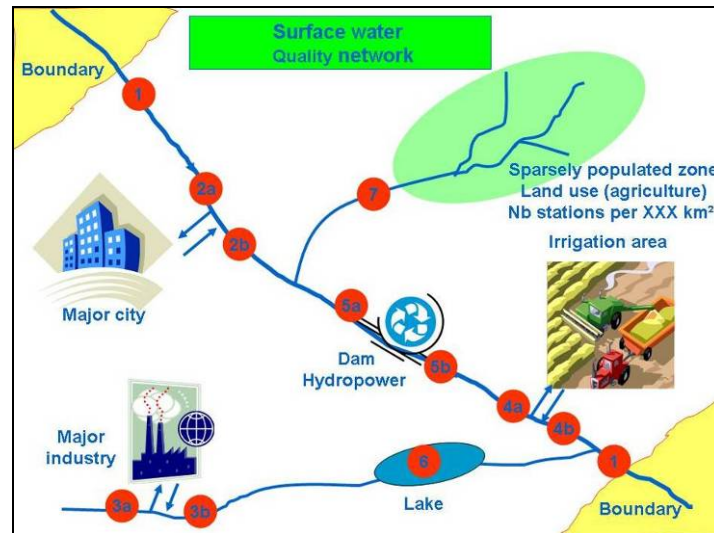 Surface water
Quality network
Boundary
1
2a
7
Sparsely populated zone
Land use (agriculture)
Nb stations per XXX km²
2b
Irrigation area
Major city
5a
Dam
Hydropower
5b
4a
4b
Major
industry
6
1
3a
3b
Lake
Boundary